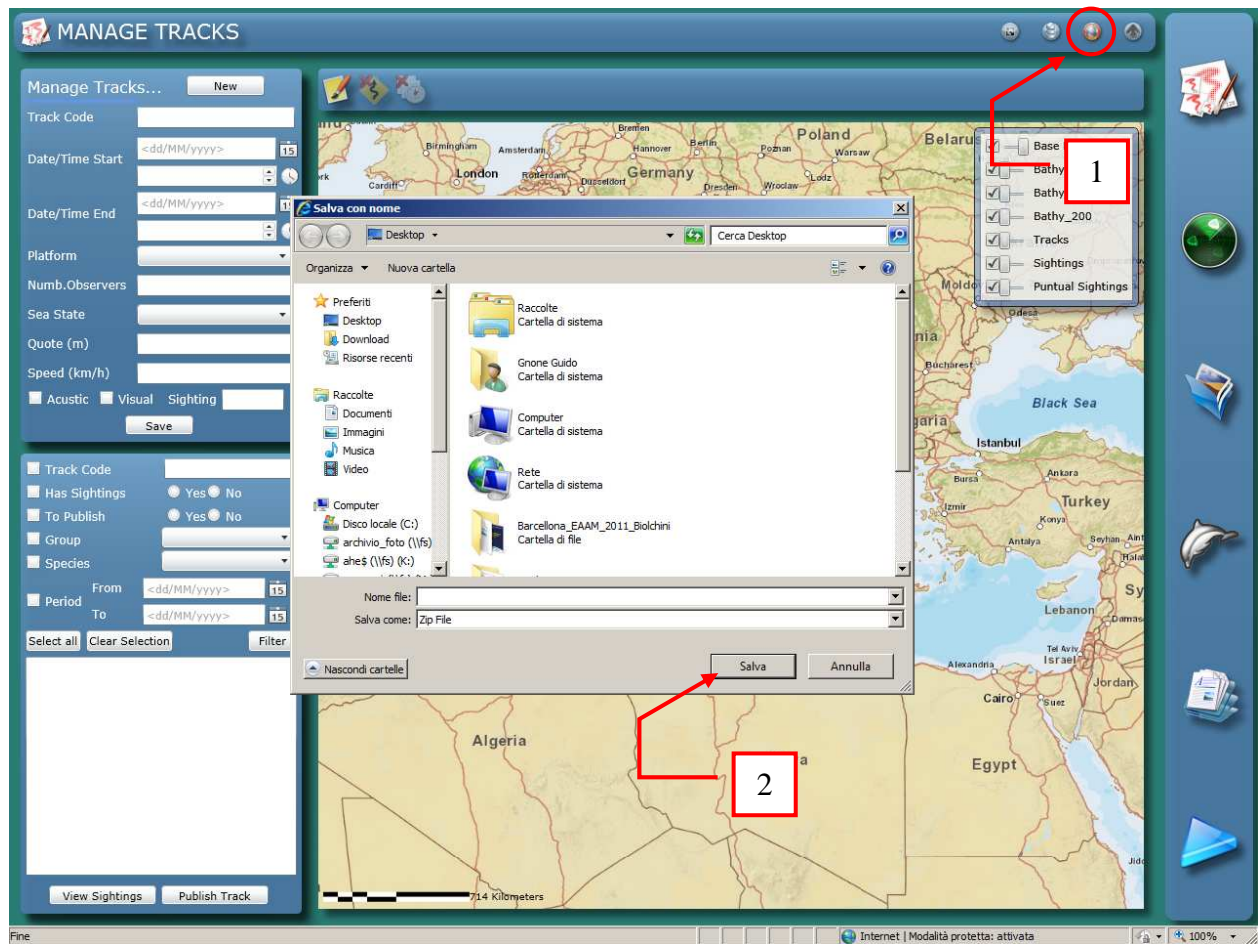 MANAGE TRACKS
Manage Tracks...
New
Track Code
Date/Time Start
<dd/MM/yyyy>
15
Date/Time End
<dd/MM/yyyy>
Platform
Numb.Observers
Sea State
Quote (m)
Speed (km/h)
Acustic
Visual
Sighting
Save
Track Code
Has Sightings
Yes
No
To Publish
Yes
No
Group
Species
Period
From
<dd/MM/yyyy>
15
To
<dd/MM/yyyy>
15
Select all
Clear Selection
Filter
View Sightings
Publish Track
Birmingham
Amsterdam
Bremen
Hannover
Berlin
Poznan
Poland
Warsaw
Belarus
Cardiff
London
Rotterdam
Dusseldorf
Germany
Dresden
Wroclaw
Lodz
Base
Bathy
Bathy
Bathy_200
Tracks
Sightings
Puntual Sightings
1
Salva con nome
Desktop
Cerca Desktop
Organizza
Nuova cartella
Preferiti
Desktop
Download
Risorse recenti
Raccolte
Documenti
Immagini
Musica
Video
Computer
Disco locale (C:)
archivio_foto (\\fs)
ahe$ (\\fs) (K:)
Raccolte
Cartella di sistema
Gnone Guido
Cartella di sistema
Computer
Cartella di sistema
Rete
Cartella di sistema
Barcellona_EAAM_2011_Biolchini
Cartella di file
Nome file:
Salva come:
Zip File
Nascondi cartelle
Salva
Annulla
Moldo
Odesa
nia
Bucharest
Black Sea
garia
Istanbul
Bursa
Ankara
Izmir
Turkey
Konya
Antalya
Seyhan
Aint
Halab
Sy
Lebanon
Damas
Tel Aviv
Israel
Alexandria
Jordan
Cairo
Suez
Algeria
a
2
Egypt
Jid
714 Kilometers
Fine
Internet | Modalità protetta: attivata
100%